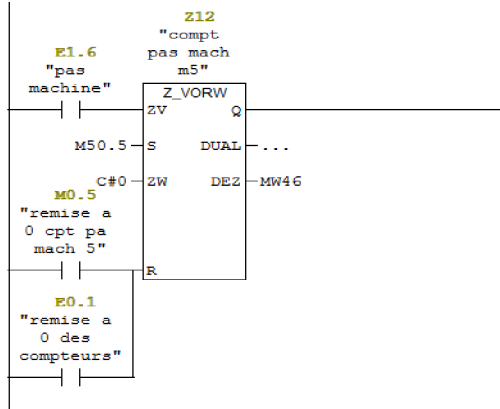 Z12
"compt
pas mach
m5"
E1.6
"pas
machine"
Z_VORW
ZV Q
M50.5 S DUAL ...
C#0 ZW DEZ MW46
M0.5
"remise a
0 cpt pa
mach 5"
R
E0.1
"remise a
0 des
compteurs"